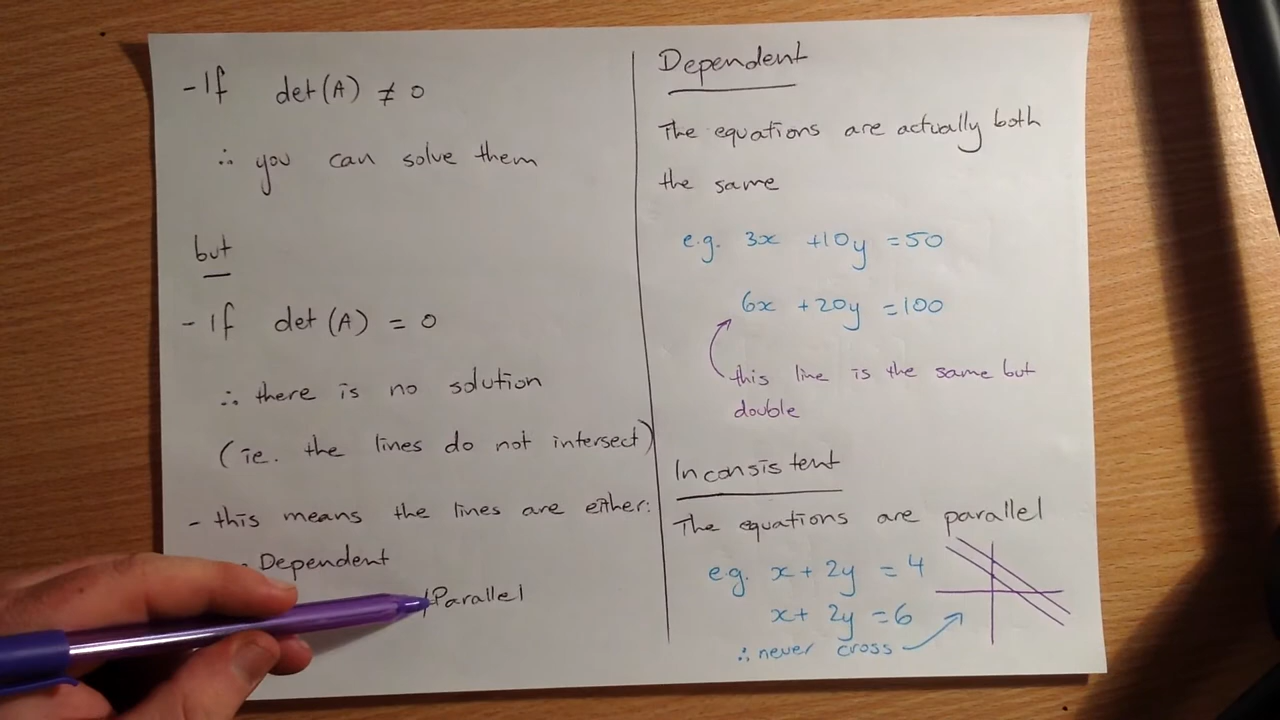 - If det(A) ≠ 0
∴ you can solve them
but
- If det(A) = 0
∴ there is no solution
(ie. the lines do not intersect)
- this means the lines are either:
- Dependent
/Parallel
Dependent
The equations are actually both
the same
e.g. 3x +10y =50
6x +20y =100
this line is the same but
double
Inconsistent
The equations are parallel
e.g. x + 2y = 4
x + 2y =6
∴ never cross